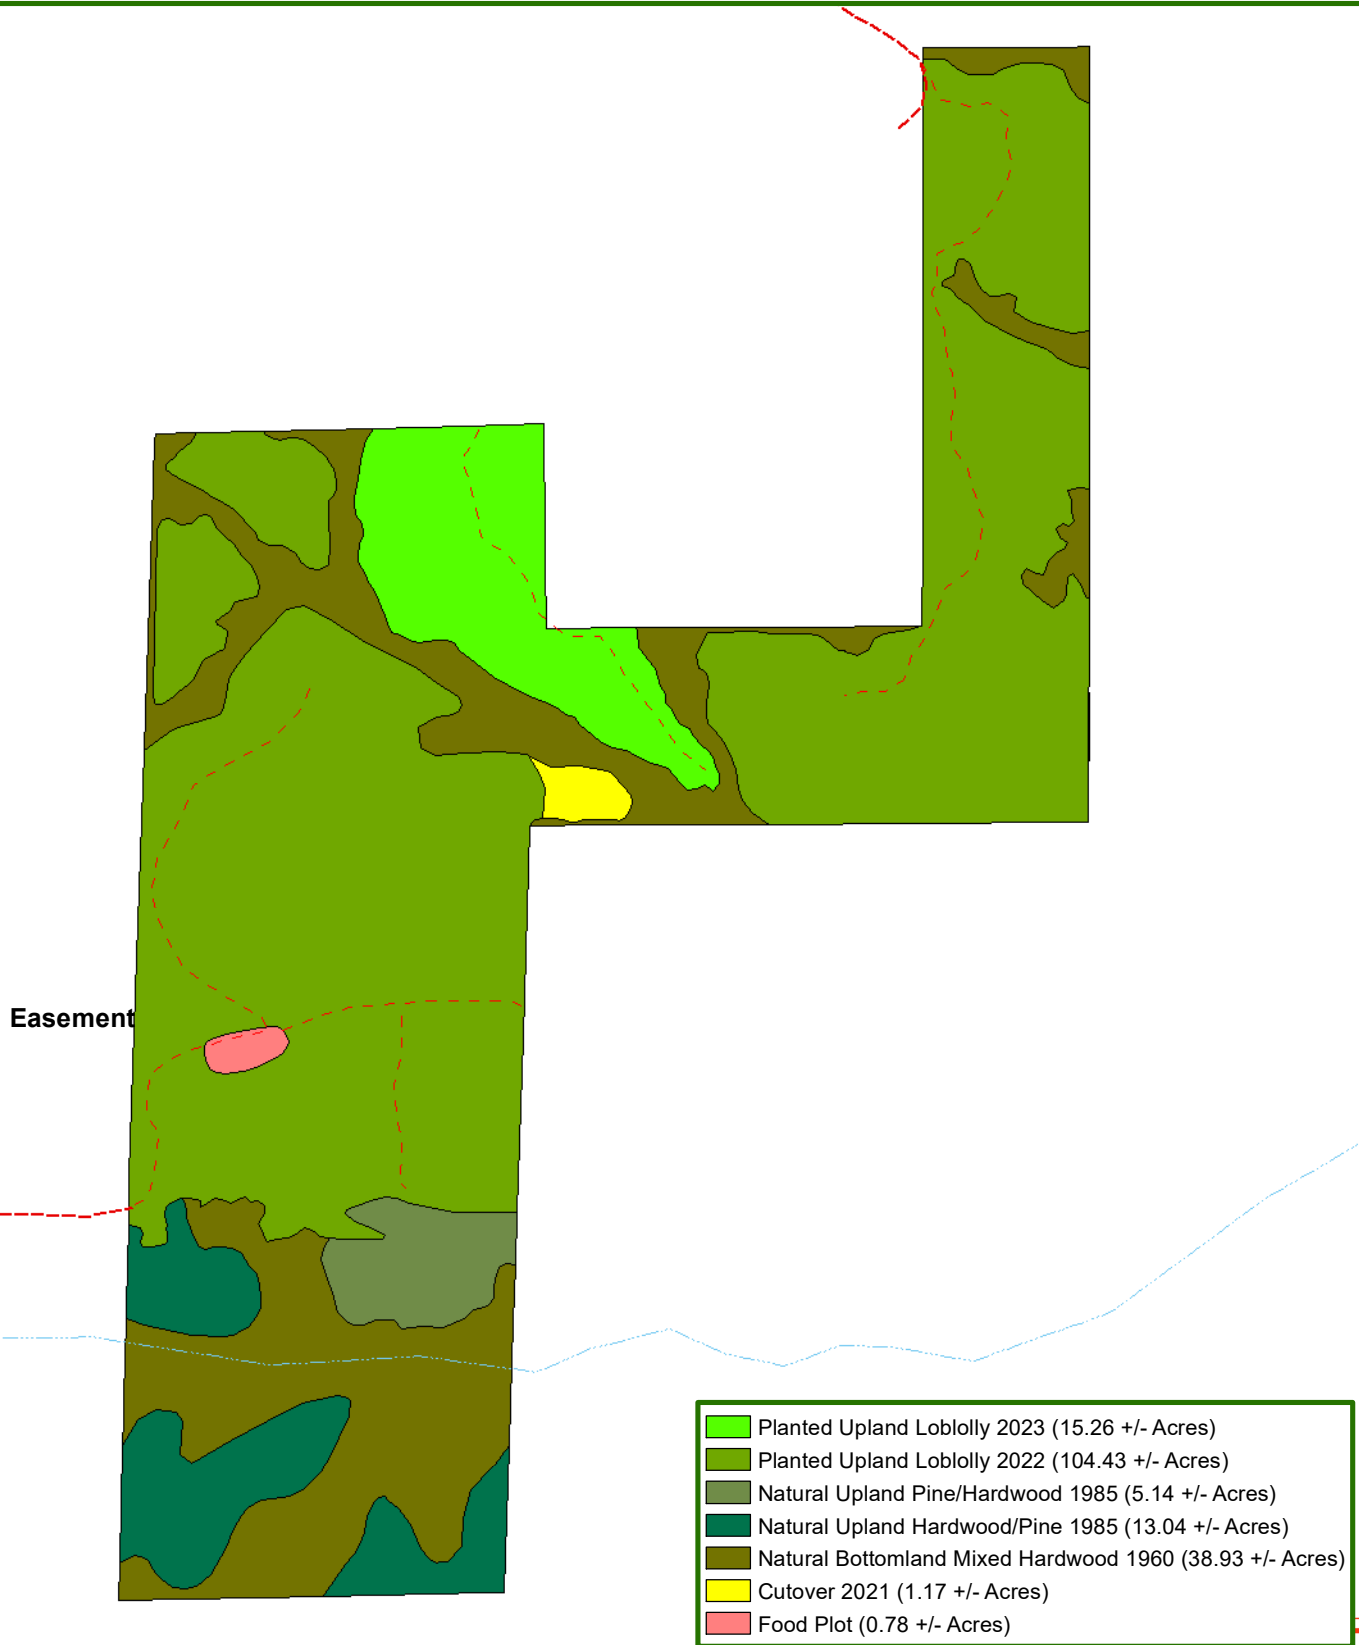 Easement
Planted Upland Loblolly 2023 (15.26 +/- Acres)
Planted Upland Loblolly 2022 (104.43 +/- Acres)
Natural Upland Pine/Hardwood 1985 (5.14 +/- Acres)
Natural Upland Hardwood/Pine 1985 (13.04 +/- Acres)
Natural Bottomland Mixed Hardwood 1960 (38.93 +/- Acres)
Cutover 2021 (1.17 +/- Acres)
Food Plot (0.78 +/- Acres)